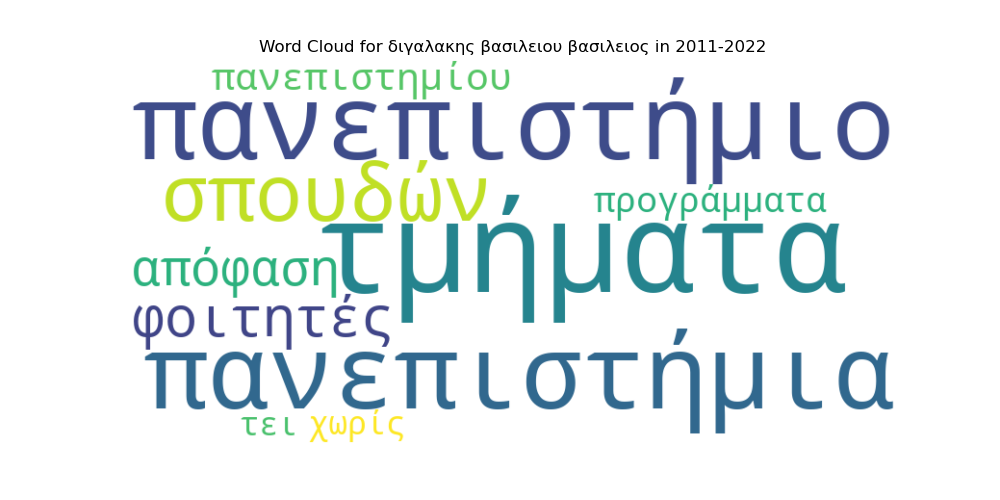 Word Cloud for διγαλακης βασιλειου βασιλειος in 2011-2022
πανεπιστημίου
πανεπιστήμιο
σπουδών
προγράμματα
τμήματα
απόφαση
φοιτητές
πανεπιστήμια
τει χωρίς